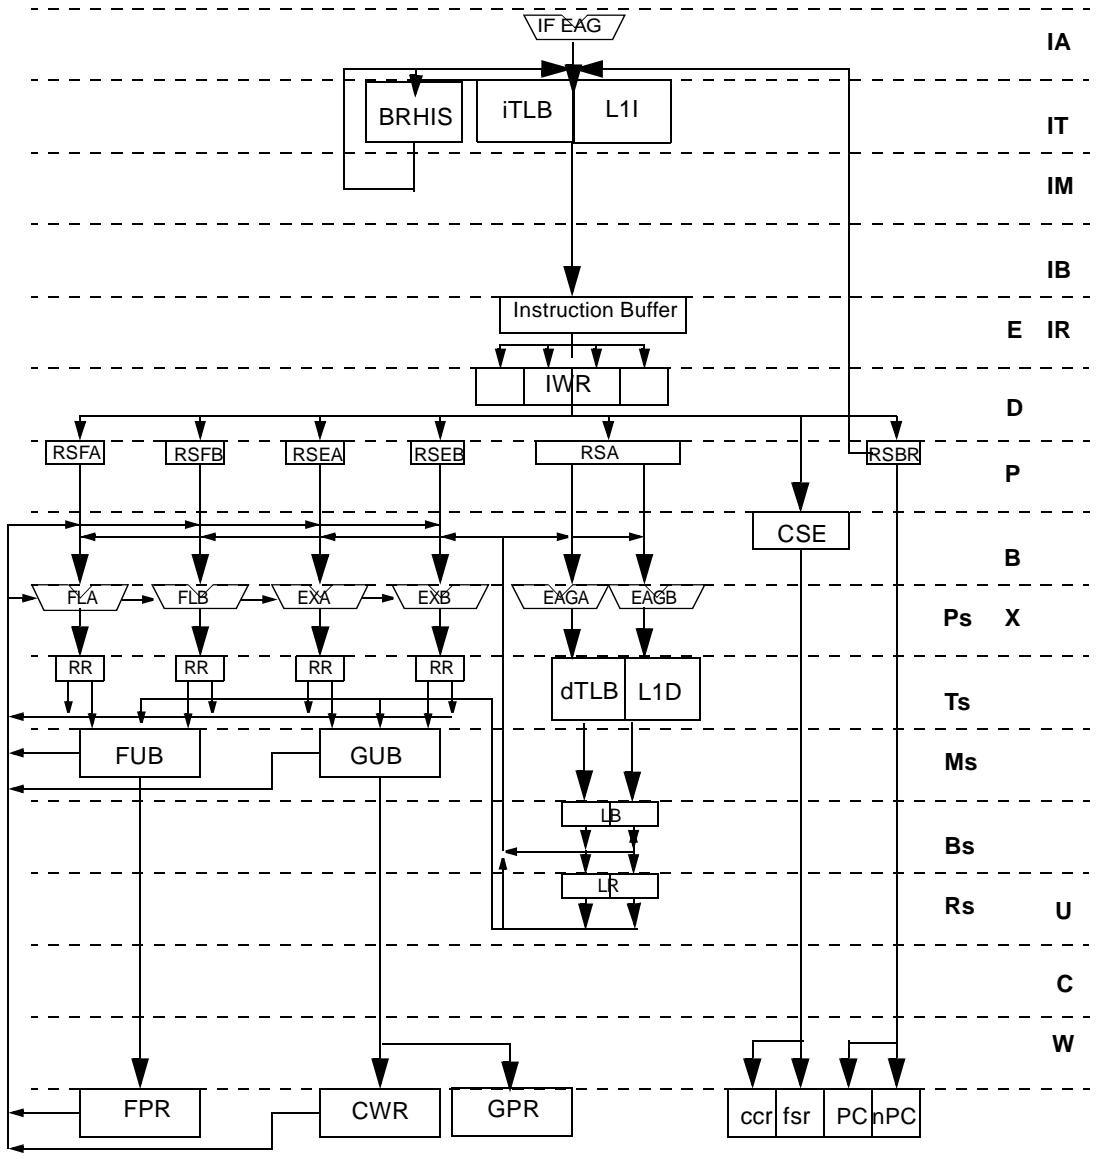 IF EAG
IA
BRHIS
iTLB
L1I
IT
IM
IB
Instruction Buffer
E IR
IWR
D
RSFA
RSFB
RSEA
RSEB
RSA
RSBR
P
CSE
B
FLA
FLB
EXA
EXB
EAGA
EAGB
Ps X
RR
RR
RR
RR
dTLB
L1D
Ts
FUB
GUB
Ms
LB
Bs
LR
Rs
U
C
W
FPR
CWR
GPR
ccr
fsr
PC
nPC